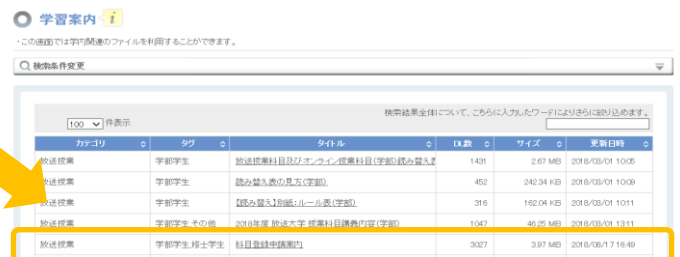 学習案内 i
・この画面では学内関連のファイルを利用することができます。
検索条件変更
検索結果全体について、こちらに入力したワードによりさらに絞り込めます。
100 件表示
カテゴリ タグ タイトル DL数 サイズ 更新日時
放送授業 学部学生 放送授業科目及びオンライン授業科目(学部)読み替え表 1431 2.67 MB 2018/03/01 10:05
放送授業 学部学生 読み替え表の見方(学部) 452 242.34 KB 2018/03/01 10:09
放送授業 学部学生 【読み替え】別紙:ルール表(学部) 316 162.04 KB 2018/03/01 10:11
放送授業 学部学生,その他 2018年度 放送大学 授業科目講義内容(学部) 1047 46.25 MB 2018/03/01 13:11
放送授業 学部学生,修士学生 科目登録申請案内 3027 3.97 MB 2018/08/17 16:49